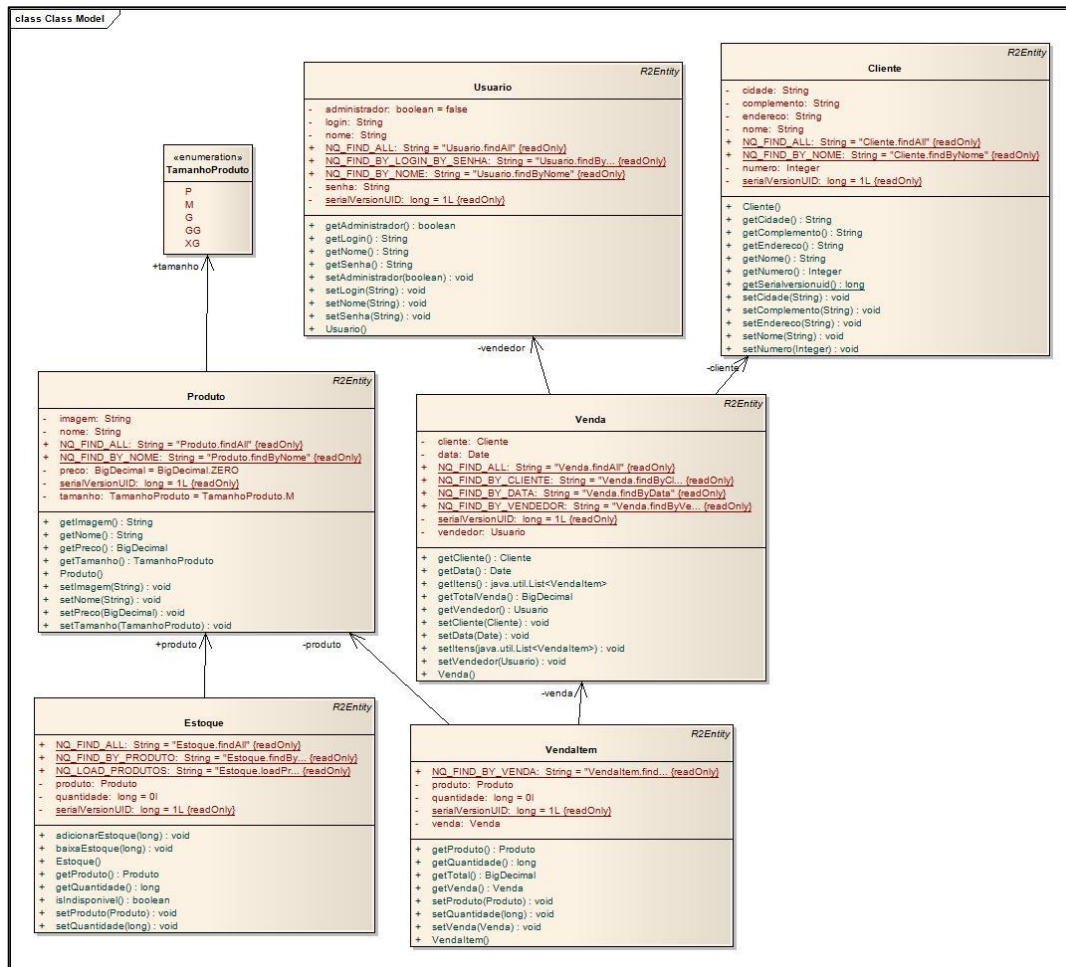 class Class Model
R2Entity
Usuario
- administrador: boolean = false
- login: String
- nome: String
+ NQ_FIND_ALL: String = "Usuario.findAll" {readOnly}
+ NQ_FIND_BY_LOGIN_BY_SENHA: String = "Usuario.findBy... {readOnly}
+ NQ_FIND_BY_NOME: String = "Usuario.findByNome" {readOnly}
- senha: String
- serialVersionUID: long = 1L {readOnly}
+ getAdministrador() : boolean
+ getLogin() : String
+ getNome() : String
+ getSenha() : String
+ setAdministrador(boolean) : void
+ setLogin(String) : void
+ setNome(String) : void
+ setSenha(String) : void
+ Usuario()
R2Entity
Cliente
- cidade: String
- complemento: String
- endereco: String
- nome: String
+ NQ_FIND_ALL: String = "Cliente.findAll" {readOnly}
+ NQ_FIND_BY_NOME: String = "Cliente.findByNome" {readOnly}
- numero: Integer
- serialVersionUID: long = 1L {readOnly}
+ Cliente()
+ getCidade() : String
+ getComplemento() : String
+ getEndereco() : String
+ getNome() : String
+ getNumero() : Integer
+ getSerialversionuid() : long
+ setCidade(String) : void
+ setComplemento(String) : void
+ setEndereco(String) : void
+ setNome(String) : void
+ setNumero(Integer) : void
«enumeration»
TamanhoProduto
P
M
G
GG
XG
+tamanho
-vendedor
-cliente
R2Entity
Produto
- imagem: String
- nome: String
+ NQ_FIND_ALL: String = "Produto.findAll" {readOnly}
+ NQ_FIND_BY_NOME: String = "Produto.findByNome" {readOnly}
- preco: BigDecimal = BigDecimal.ZERO
- serialVersionUID: long = 1L {readOnly}
- tamanho: TamanhoProduto = TamanhoProduto.M
+ getImagem() : String
+ getNome() : String
+ getPreco() : BigDecimal
+ getTamanho() : TamanhoProduto
+ Produto()
+ setImagem(String) : void
+ setNome(String) : void
+ setPreco(BigDecimal) : void
+ setTamanho(TamanhoProduto) : void
R2Entity
Venda
- cliente: Cliente
- data: Date
+ NQ_FIND_ALL: String = "Venda.findAll" {readOnly}
+ NQ_FIND_BY_CLIENTE: String = "Venda.findByCl... {readOnly}
+ NQ_FIND_BY_DATA: String = "Venda.findByData" {readOnly}
+ NQ_FIND_BY_VENDEDOR: String = "Venda.findByVe... {readOnly}
- serialVersionUID: long = 1L {readOnly}
- vendedor: Usuario
+ getCliente() : Cliente
+ getData() : Date
+ getItens() : java.util.List<VendaItem>
+ getTotalVenda() : BigDecimal
+ getVendedor() : Usuario
+ setCliente(Cliente) : void
+ setData(Date) : void
+ setItens(java.util.List<VendaItem>) : void
+ setVendedor(Usuario) : void
+ Venda()
+produto
-produto
-venda
R2Entity
Estoque
+ NQ_FIND_ALL: String = "Estoque.findAll" {readOnly}
+ NQ_FIND_BY_PRODUTO: String = "Estoque.findBy... {readOnly}
+ NQ_LOAD_PRODUTOS: String = "Estoque.loadPr... {readOnly}
- produto: Produto
- quantidade: long = 0l
- serialVersionUID: long = 1L {readOnly}
+ adicionarEstoque(long) : void
+ baixaEstoque(long) : void
+ Estoque()
+ getProduto() : Produto
+ getQuantidade() : long
+ isIndisponivel() : boolean
+ setProduto(Produto) : void
+ setQuantidade(long) : void
R2Entity
VendaItem
+ NQ_FIND_BY_VENDA: String = "VendaItem.find... {readOnly}
- produto: Produto
- quantidade: long = 0l
- serialVersionUID: long = 1L {readOnly}
- venda: Venda
+ getProduto() : Produto
+ getQuantidade() : long
+ getTotal() : BigDecimal
+ getVenda() : Venda
+ setProduto(Produto) : void
+ setQuantidade(long) : void
+ setVenda(Venda) : void
+ VendaItem()